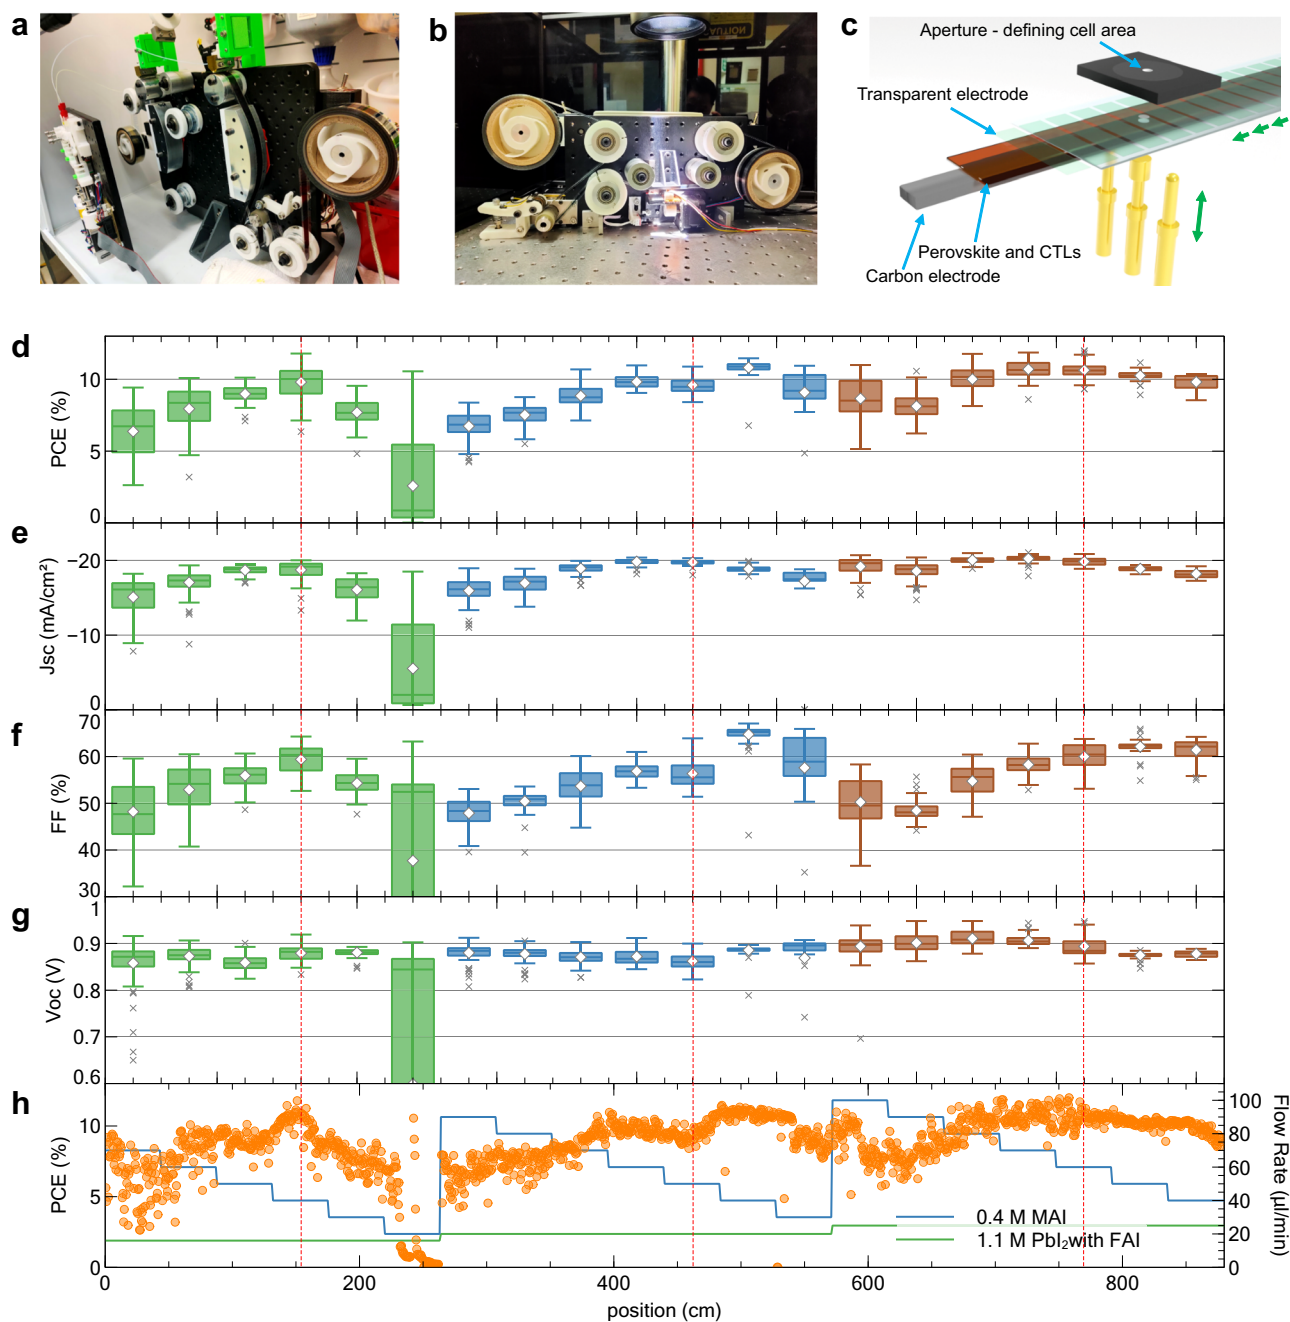 a
b
AUTION
c
Aperture - defining cell area
Transparent electrode
Perovskite and CTLs
Carbon electrode
d
PCE (%)
10
5
0
e
Jsc (mA/cm²)
−20
−10
0
f
FF (%)
70
60
50
40
30
g
Voc (V)
1
0.9
0.8
0.7
0.6
h
PCE (%)
10
5
0
Flow Rate (µl/min)
100
80
60
40
20
0
0.4 M MAI
1.1 M PbI₂with FAI
0 200 400 600 800
position (cm)